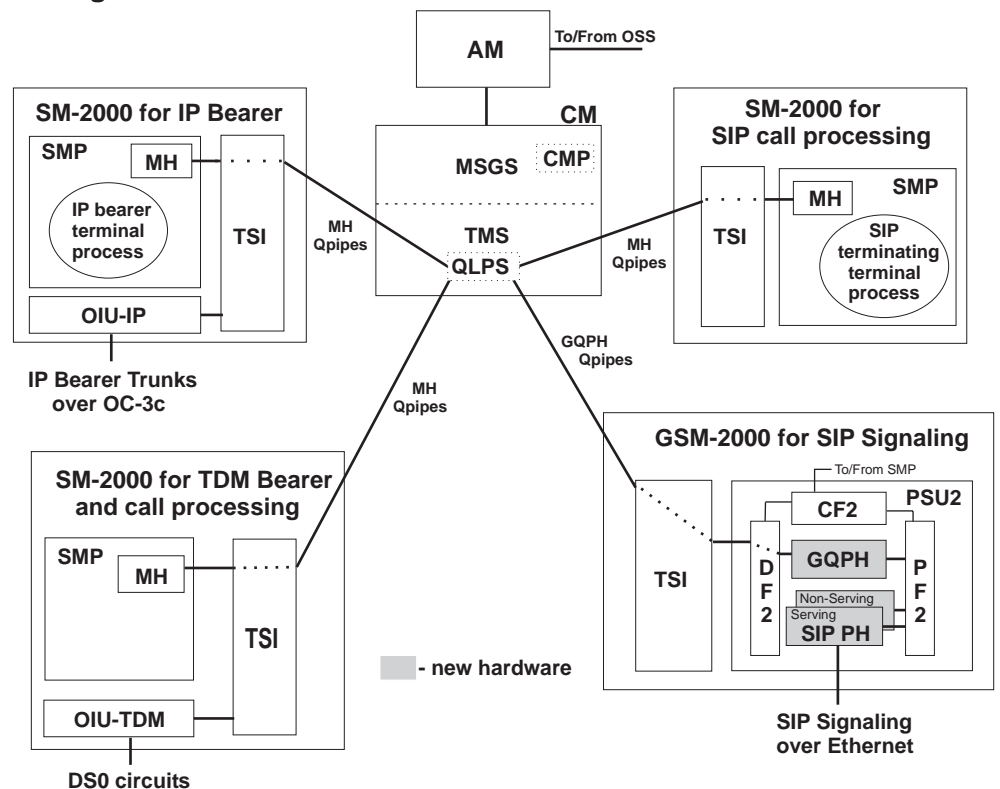 AM
To/From OSS
CM
MSGS
CMP
TMS
QLPS
SM-2000 for IP Bearer
SMP
MH
IP bearer
terminal
process
TSI
OIU-IP
IP Bearer Trunks
over OC-3c
MH
Qpipes
SM-2000 for
SIP call processing
TSI
MH
SMP
SIP
terminating
terminal
process
MH
Qpipes
GQPH
Qpipes
MH
Qpipes
SM-2000 for TDM Bearer
and call processing
SMP
MH
TSI
OIU-TDM
DS0 circuits
- new hardware
GSM-2000 for SIP Signaling
To/From SMP
PSU2
CF2
TSI
D
F
2
GQPH
P
F
2
Non-Serving
Serving
SIP PH
SIP Signaling
over Ethernet